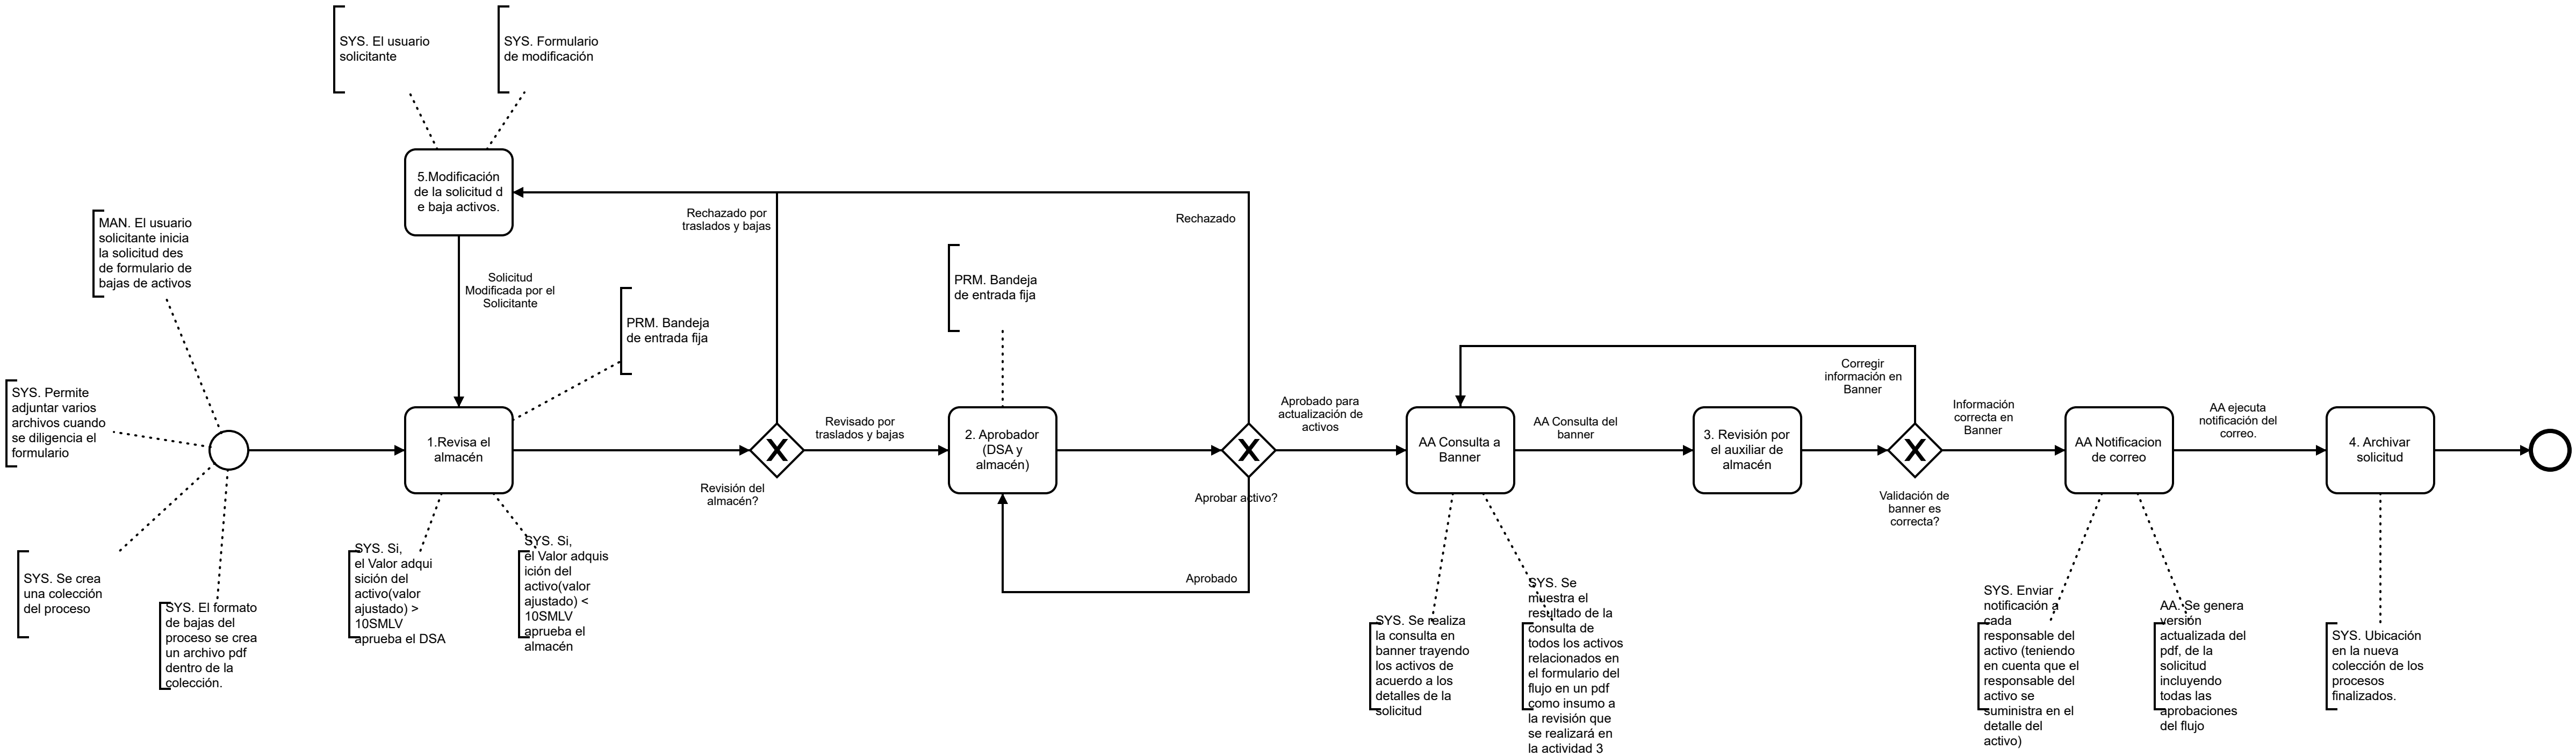 SYS. El usuario
solicitante
SYS. Formulario
de modificación
5.Modificación
de la solicitud d
e baja activos.
MAN. El usuario
solicitante inicia
la solicitud des
de formulario de
bajas de activos
Rechazado por
traslados y bajas
Rechazado
Solicitud
Modificada por el
Solicitante
PRM. Bandeja
de entrada fija
PRM. Bandeja
de entrada fija
SYS. Permite
adjuntar varios
archivos cuando
se diligencia el
formulario
1.Revisa el
almacén
Revisión del
almacén?
Revisado por
traslados y bajas
2. Aprobador
(DSA y
almacén)
Aprobar activo?
Aprobado
Aprobado para
actualización de
activos
AA Consulta a
Banner
AA Consulta del
banner
3. Revisión por
el auxiliar de
almacén
Corregir
información en
Banner
Validación de
banner es
correcta?
Información
correcta en
Banner
AA Notificacion
de correo
AA ejecuta
notificación del
correo.
4. Archivar
solicitud
SYS. Se crea
una colección
del proceso
SYS. El formato
de bajas del
proceso se crea
un archivo pdf
dentro de la
colección.
SYS. Si,
el Valor adqui
sición del
activo(valor
ajustado) >
10SMLV
aprueba el DSA
SYS. Si,
el Valor adquis
ición del
activo(valor
ajustado) <
10SMLV
aprueba el
almacén
SYS. Se realiza
la consulta en
banner trayendo
los activos de
acuerdo a los
detalles de la
solicitud
SYS. Se
muestra el
resultado de la
consulta de
todos los activos
relacionados en
el formulario del
flujo en un pdf
como insumo a
la revisión que
se realizará en
la actividad 3
SYS. Enviar
notificación a
cada
responsable del
activo (teniendo
en cuenta que el
responsable del
activo se
suministra en el
detalle del
activo)
AA. Se genera
versión
actualizada del
pdf, de la
solicitud
incluyendo
todas las
aprobaciones
del flujo
SYS. Ubicación
en la nueva
colección de los
procesos
finalizados.